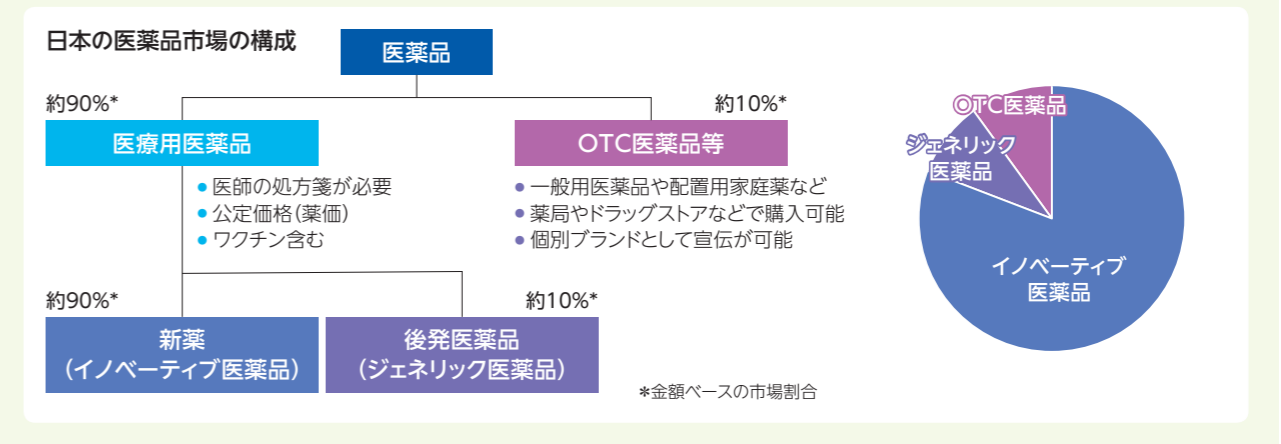 日本の医薬品市場の構成
医薬品
約90%*
医療用医薬品
● 医師の処方箋が必要
● 公定価格(薬価)
● ワクチン含む
約10%*
OTC医薬品等
● 一般用医薬品や配置用家庭薬など
● 薬局やドラッグストアなどで購入可能
● 個別ブランドとして宣伝が可能
約90%*
新薬
(イノベーティブ医薬品)
約10%*
後発医薬品
(ジェネリック医薬品)
*金額ベースの市場割合
OTC医薬品
ジェネリック
医薬品
イノベーティブ
医薬品